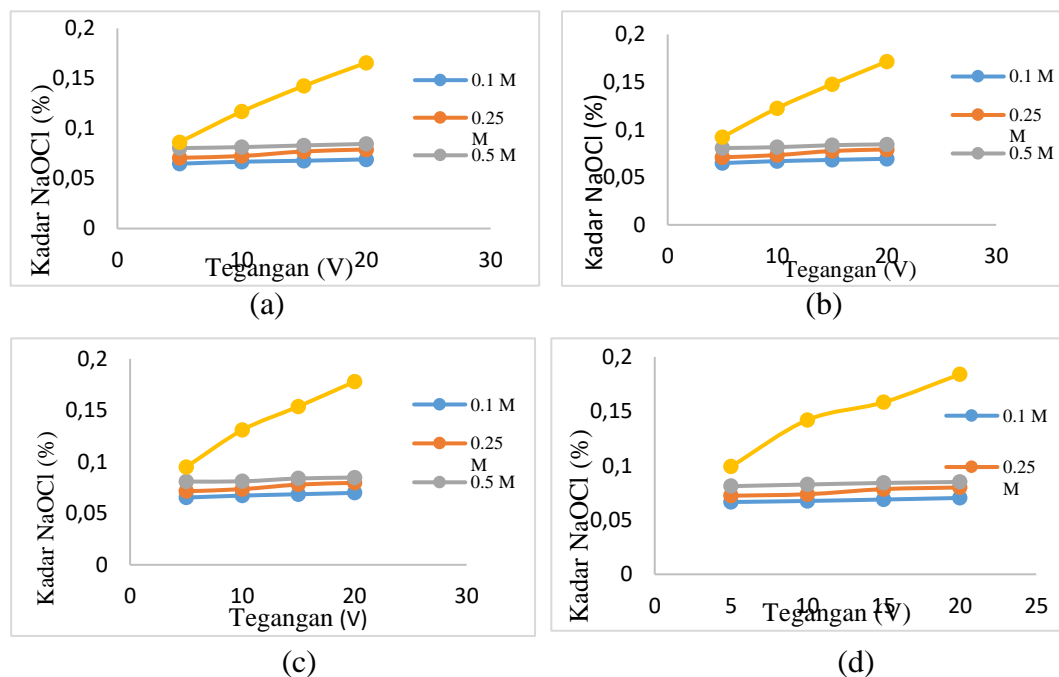 0,2
0,15
0,1
0,05
0
0 10 20 30
Kadar NaOCl (%)
Tegangan (V)
0.1 M
0.25
M
0.5 M
(a)
0,2
0,15
0,1
0,05
0
0 10 20 30
Kadar NaOCl (%)
Tegangan (V)
0.1 M
0.25
M
0.5 M
(b)
0,2
0,15
0,1
0,05
0
0 10 20 30
Kadar NaOCl (%)
Tegangan (V)
0.1 M
0.25
M
0.5 M
(c)
0,2
0,15
0,1
0,05
0
0 5 10 15 20 25
Kadar NaOCl (%)
Tegangan (V)
0.1 M
0.25
M
(d)